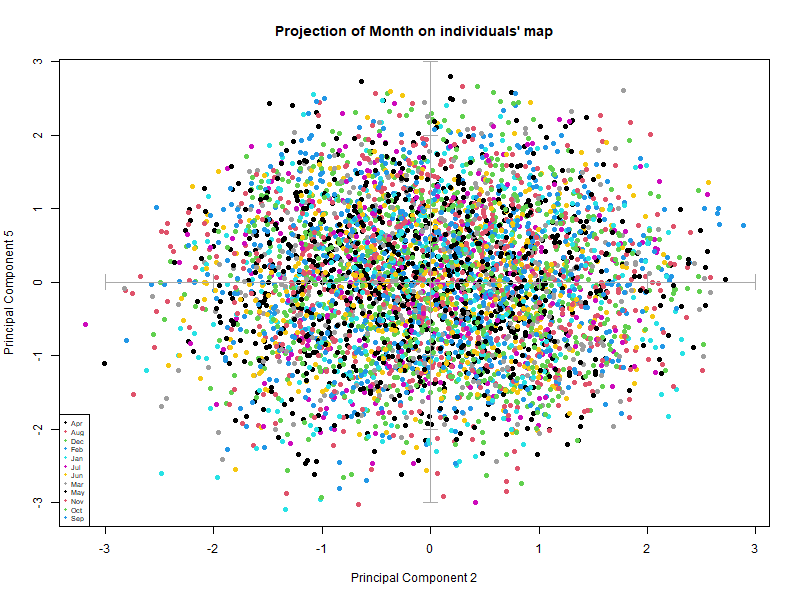 Projection of Month on individuals' map
Principal Component 5
3
2
1
0
-1
-2
-3
Apr
Aug
Dec
Feb
Jan
Jul
Jun
Mar
May
Nov
Oct
Sep
-3 -2 -1 0 1 2 3
Principal Component 2